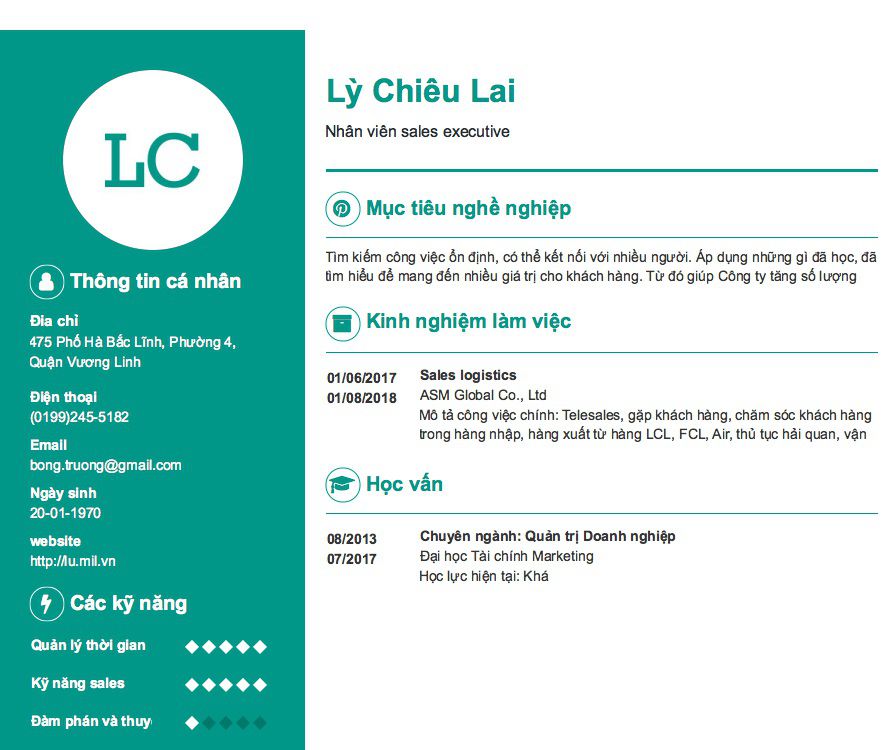 LC
Thông tin cá nhân
Địa chỉ
475 Phố Hà Bắc Lĩnh, Phường 4,
Quận Vương Linh
Điện thoại
(0199)245-5182
Email
bong.truong@gmail.com
Ngày sinh
20-01-1970
website
http://lu.mil.vn
Các kỹ năng
Quản lý thời gian
Kỹ năng sales
Đàm phán và
Lỳ Chiêu Lai
Nhân viên sales executive
Mục tiêu nghề nghiệp
Tìm kiếm công việc ổn định, có thể kết nối với nhiều người. Áp dụng những gì đã học, đã
tìm hiểu để mang đến nhiều giá trị cho khách hàng. Từ đó giúp Công ty tăng số lượng
Kinh nghiệm làm việc
01/06/2017
01/08/2018
Sales logistics
ASM Global Co., Ltd
Mô tả công việc chính: Telesales, gặp khách hàng, chăm sóc khách hàng
trong hàng nhập, hàng xuất từ hàng LCL, FCL, Air, thủ tục hải quan, vận
Học vấn
08/2013
07/2017
Chuyên ngành: Quản trị Doanh nghiệp
Đại học Tài chính Marketing
Học lực hiện tại: Khá